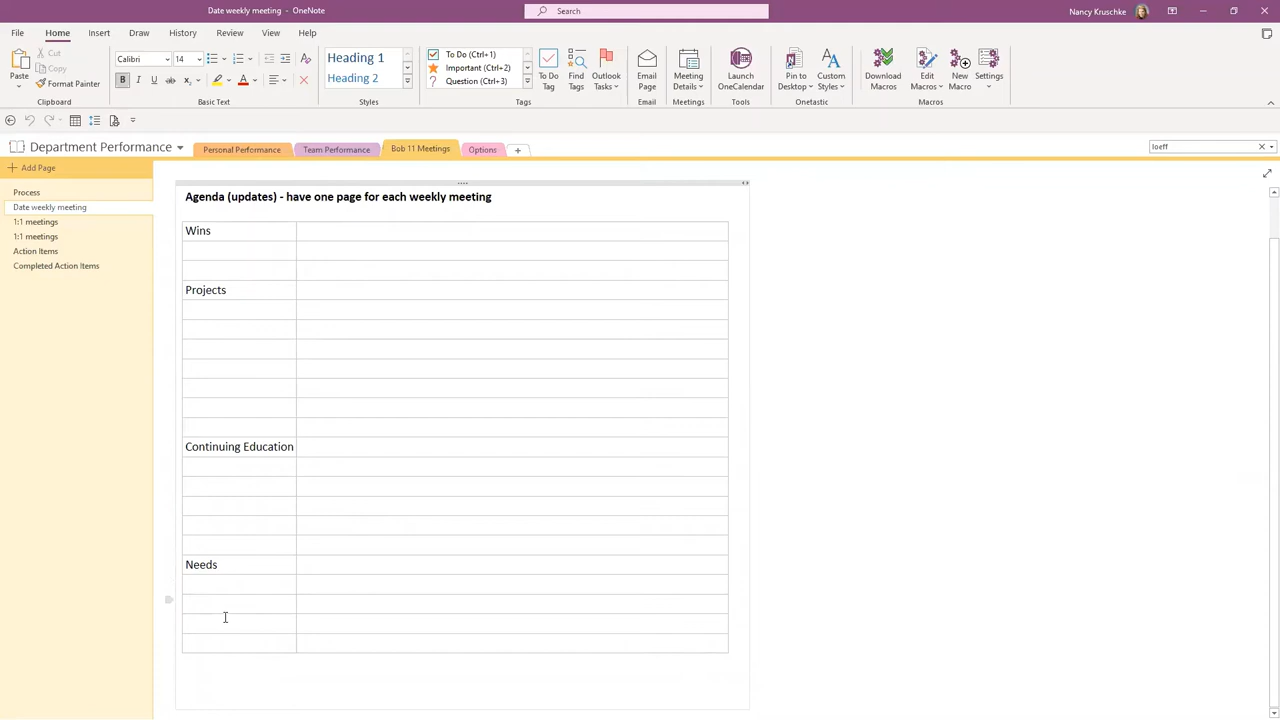 Date weekly meeting - OneNote
Search
Nancy Kruschke
File Home Insert Draw History Review View Help
Paste
Cut
Copy
Format Painter
Clipboard
Calibri 14
B I U ab x A
Basic Text
Heading 1
Heading 2
Styles
To Do (Ctrl+1)
Important (Ctrl+2)
? Question (Ctrl+3)
To Do Tag
Find Tags
Outlook Tasks
Tags
Email Page
Email
Meeting Details
Meetings
Launch OneCalendar
Tools
Pin to Desktop
Custom Styles
Onetastic
Download Macros
Edit Macros
New Macro
Settings
Macros
Department Performance
Personal Performance
Team Performance
Bob 11 Meetings
Options
+
loeff
Add Page
Process
Date weekly meeting
1:1 meetings
1:1 meetings
Action Items
Completed Action Items
Agenda (updates) - have one page for each weekly meeting
Wins
Projects
Continuing Education
Needs